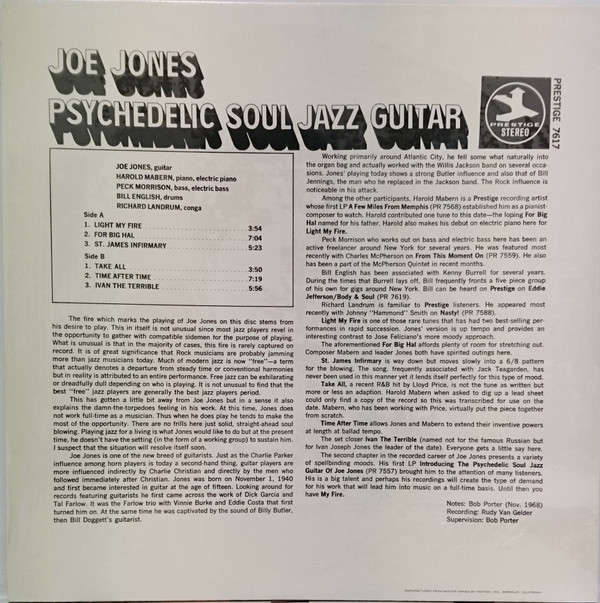 JOE JONES
PSYCHEDELIC SOUL JAZZ GUITAR
PRESTIGE
STEREO
PRESTIGE 7617
JOE JONES, guitar
HAROLD MABERN, piano, electric piano
PECK MORRISON, bass, electric bass
BILL ENGLISH, drums
RICHARD LANDRUM, conga
Side A
1. LIGHT MY FIRE 3:54
2. FOR BIG HAL 7:04
3. ST. JAMES INFIRMARY 5:23
Side B
1. TAKE ALL 3:50
2. TIME AFTER TIME 7:19
3. IVAN THE TERRIBLE 5:56
The fire which marks the playing of Joe Jones on this disc stems from
his desire to play. This in itself is not unusual since most jazz players revel in
the opportunity to gather with compatible sidemen for the purpose of playing.
What is unusual is that in the majority of cases, this fire is rarely captured on
record. It is of great significance that Rock musicians are probably jamming
more than jazz musicians today. Much of modern jazz is now "free"—a term
that actually denotes a departure from steady time or conventional harmonies
but in reality is attributed to an entire performance. Free jazz can be exhilarating
or dreadfully dull depending on who is playing. It is not unusual to find that the
best "free" jazz players are generally the best jazz players period.
This has gotten a little bit away from Joe Jones but in a sense it also
explains the damn-the-torpedoes feeling in his work. At this time, Jones does
not work full-time as a musician. Thus when he does play he tends to make the
most of the opportunity. There are no frills here just solid, straight-ahead soul
blowing. Playing jazz for a living is what Jones would like to do but at the present
time, he doesn't have the setting (in the form of a working group) to sustain him.
I suspect that the situation will resolve itself soon.
Joe Jones is one of the new breed of guitarists. Just as the Charlie Parker
influence among horn players is today a second-hand thing, guitar players are
more influenced indirectly by Charlie Christian and directly by the men who
followed immediately after Christian. Jones was born on November 1, 1940
and first became interested in guitar at the age of fifteen. Looking around for
records featuring guitarists he first came across the work of Dick Garcia and
Tal Farlow. It was the Farlow trio with Vinnie Burke and Eddie Costa that first
turned him on. At the same time he was captivated by the sound of Billy Butler,
then Bill Doggett's guitarist.
Working primarily around Atlantic City, he fell some what naturally into
the organ bag and actually worked with the Willis Jackson band on several occa-
sions. Jones' playing today shows a strong Butler influence and also that of Bill
Jennings, the man who he replaced in the Jackson band. The Rock influence is
noticeable in this attack.
Among the other participants, Harold Mabern is a Prestige recording artist
whose first LP A Few Miles From Memphis (PR 7568) established him as a pianist-
composer to watch. Harold contributed one tune to this date—the loping For Big
Hal named for his father. Harold also makes his debut on electric piano here for
Light My Fire.
Peck Morrison who works out on bass and electric bass here has been an
active freelancer around New York for several years. He was featured most
recently with Charles McPherson on From This Moment On (PR 7559). He also
has been a part of the McPherson Quintet in recent months.
Bill English has been associated with Kenny Burrell for several years.
During the times that Burrell lays off, Bill frequently fronts a five piece group
of his own for gigs around New York. Bill can be heard on Prestige on Eddie
Jefferson/Body & Soul (PR 7619).
Richard Landrum is familiar to Prestige listeners. He appeared most
recently with Johnny "Hammond" Smith on Nasty! (PR 7588).
Light My Fire is one of those rare tunes that has had two best-selling per-
formances in rapid succession. Jones' version is up tempo and provides an
interesting contrast to Jose Feliciano's more moody approach.
The aforementioned For Big Hal affords plenty of room for stretching out.
Composer Mabern and leader Jones both have spirited outings here.
St. James Infirmary is way down but moves slowly into a 6/8 pattern
for the blowing. The song, frequently associated with Jack Teagarden, has
never been used in this manner yet it lends itself perfectly for this type of mood.
Take All, a recent R&B hit by Lloyd Price, is not the tune as written but
more or less an adaption. Harold Mabern when asked to dig up a lead sheet
could only find a copy of the record so this was transcribed for use on the
date. Mabern, who has been working with Price, virtually put the piece together
from scratch.
Time After Time allows Jones and Mabern to extend their inventive powers
at length at ballad tempo.
The set closer Ivan The Terrible (named not for the famous Russian but
for Ivan Joseph Jones the leader of the date). Everyone gets a little say here.
The second chapter in the recorded career of Joe Jones presents a variety
of spellbinding moods. His first LP Introducing The Psychedelic Soul Jazz
Guitar Of Joe Jones (PR 7557) brought him to the attention of many listeners.
His is a big talent and perhaps his recordings will create the type of demand
for his work that will lead him into music on a full-time basis. Until then you
have My Fire.
Notes: Bob Porter (Nov. 1968)
Recording: Rudy Van Gelder
Supervision: Bob Porter
MANUFACTURED FROM MASTER OWNED BY FANTASY, INC., BERKELEY, CALIFORNIA